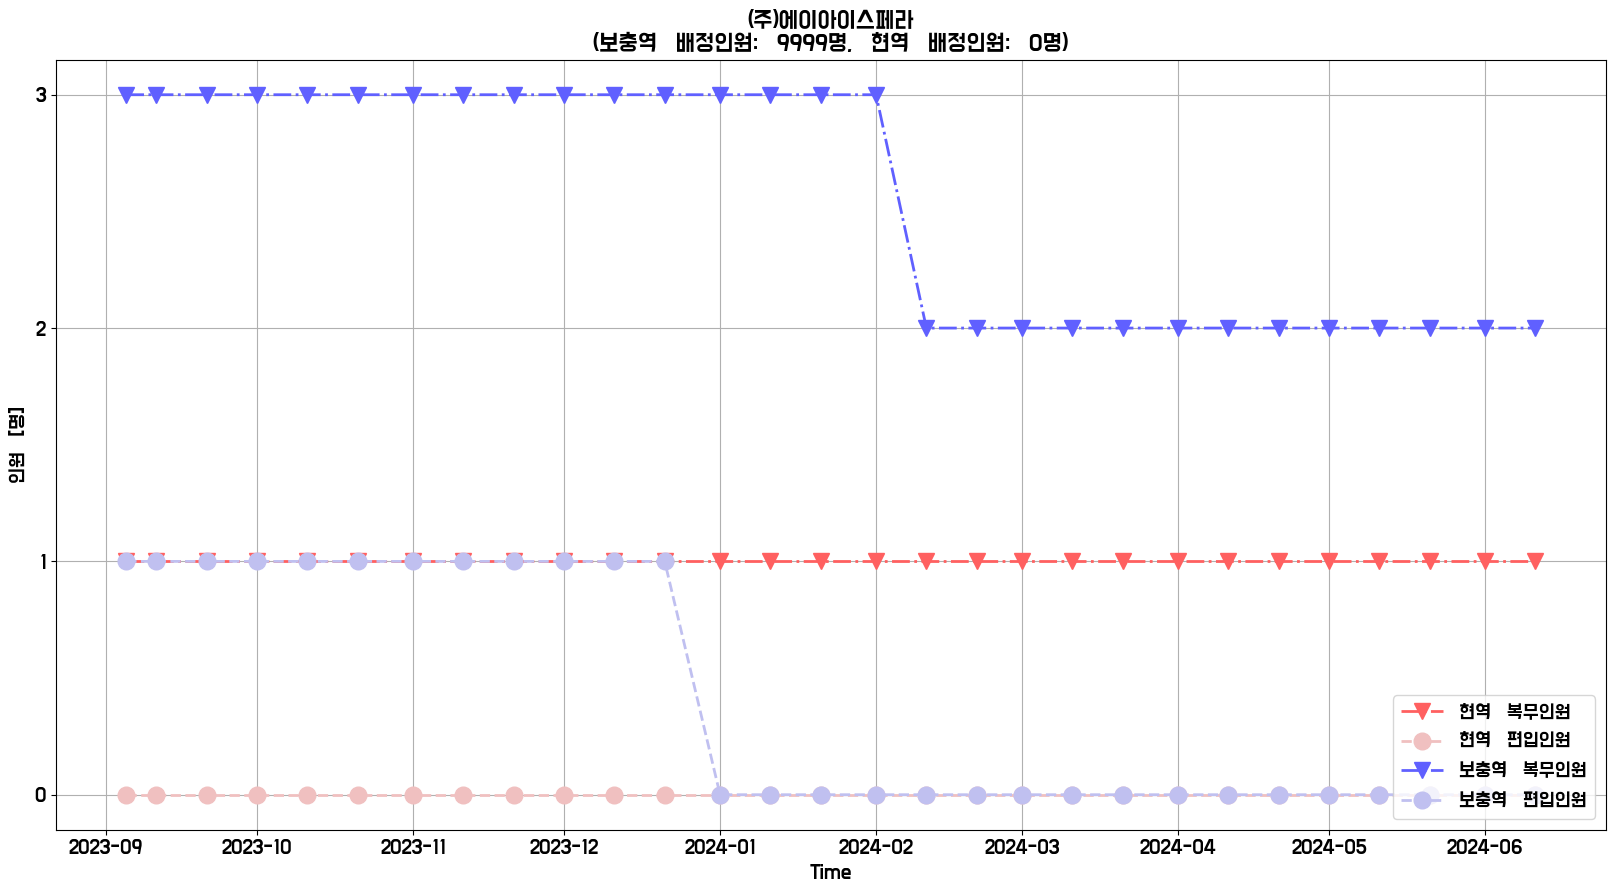 (주)에이아이스페라
(보충역 배정인원: 9999명, 현역 배정인원: 0명)
3
2
1
0
인원 [명]
2023-09 2023-10 2023-11 2023-12 2024-01 2024-02 2024-03 2024-04 2024-05 2024-06
Time
현역 복무인원
현역 편입인원
보충역 복무인원
보충역 편입인원